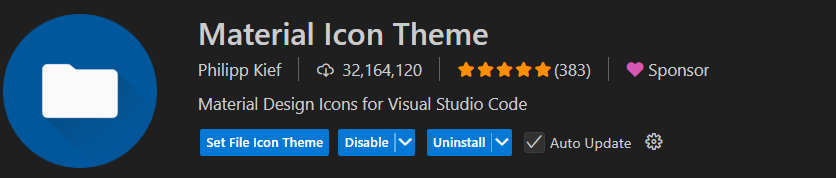 Material Icon Theme
Philipp Kief 32,164,120 (383) Sponsor
Material Design Icons for Visual Studio Code
Set File Icon Theme Disable Uninstall Auto Update